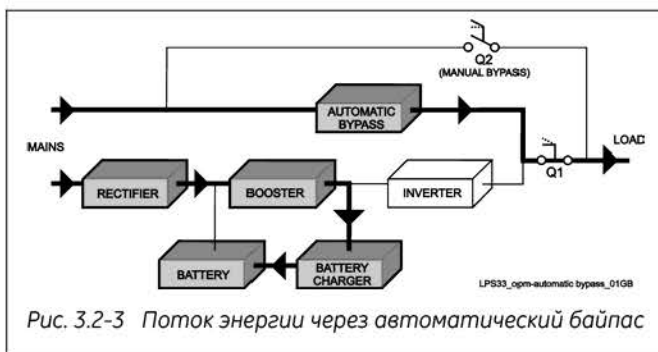 Q2
(MANUAL BYPASS)
AUTOMATIC
BYPASS
MAINS
LOAD
Q1
RECTIFIER
BOOSTER
INVERTER
BATTERY
BATTERY
CHARGER
LPS33_opm-automatic bypass_01GB
Рис. 3.2-3 Поток энергии через автоматический байпас